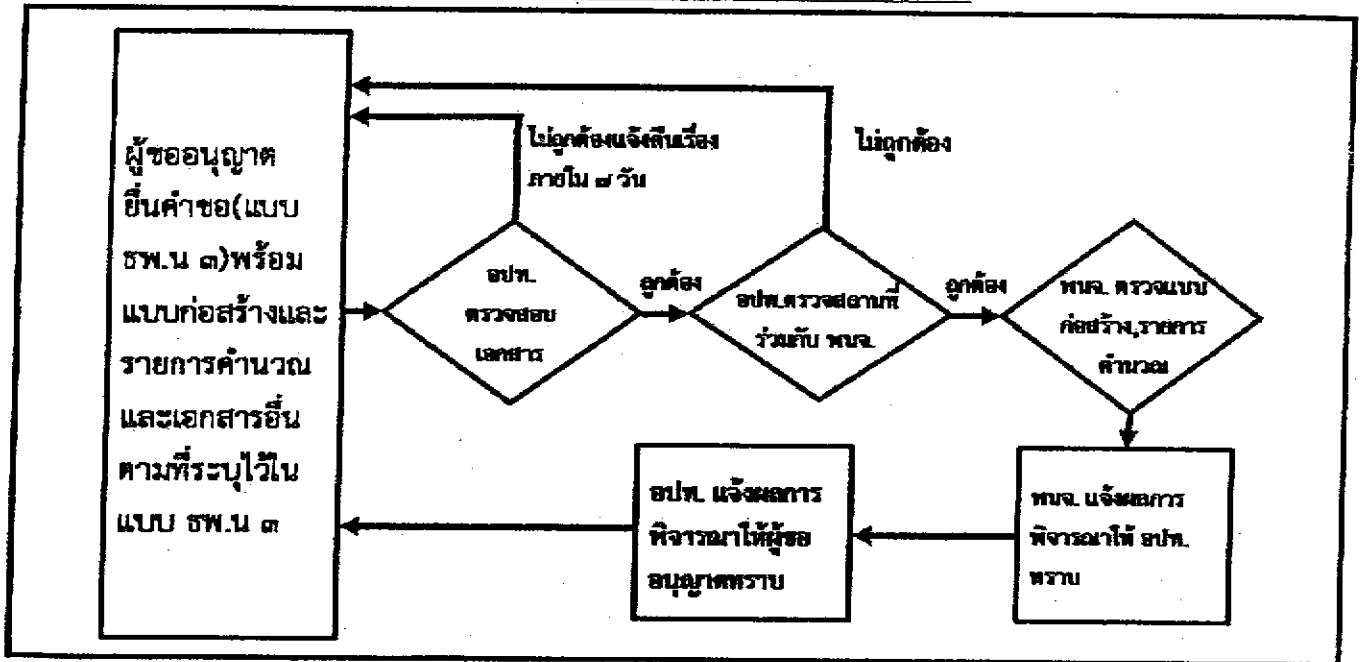 ผู้ขออนุญาต
ยื่นคำขอ(แบบ
ธพ.น ๓)พร้อม
แบบก่อสร้างและ
รายการคำนวณ
และเอกสารอื่น
ตามที่ระบุไว้ใน
แบบ ธพ.น ๓
ไม่ถูกต้องแจ้งคืนเรื่อง
ภายใน ๗ วัน
ไม่ถูกต้อง
อปท.
ตรวจสอบ
เอกสาร
ถูกต้อง
อปท.ตรวจสถานที่
ร่วมกับ พนจ.
ถูกต้อง
พนจ. ตรวจแบบ
ก่อสร้าง,รายการ
คำนวณ
อปท. แจ้งผลการ
พิจารณาให้ผู้ขอ
อนุญาตทราบ
พนจ. แจ้งผลการ
พิจารณาให้ อปท.
ทราบ